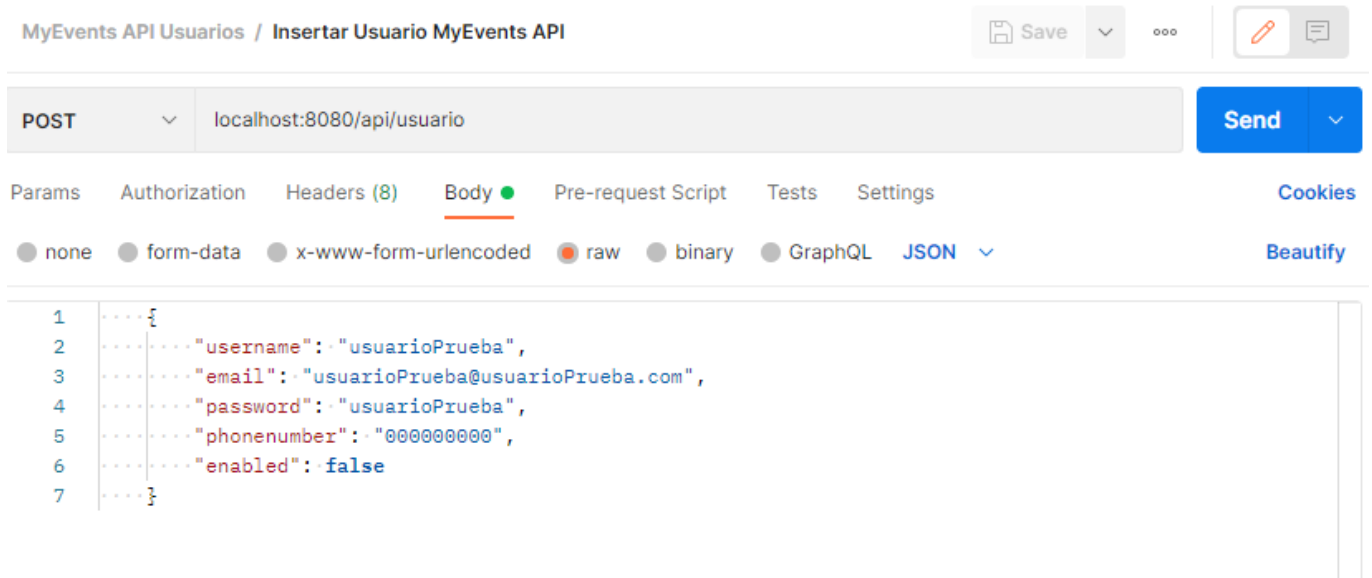 MyEvents API Usuarios / Insertar Usuario MyEvents API Save ooo
POST localhost:8080/api/usuario Send
Params Authorization Headers (8) Body Pre-request Script Tests Settings Cookies
none form-data x-www-form-urlencoded raw binary GraphQL JSON Beautify
1 {
2 "username": "usuarioPrueba",
3 "email": "usuarioPrueba@usuarioPrueba.com",
4 "password": "usuarioPrueba",
5 "phonenumber": "000000000",
6 "enabled": false
7 }